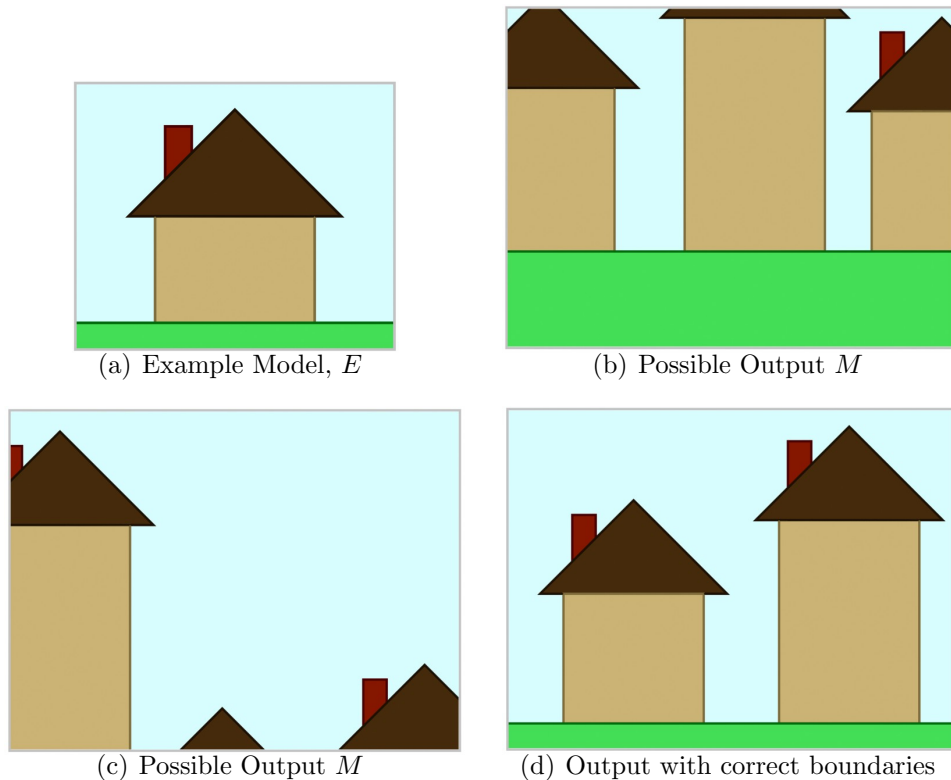 (a) Example Model, E
(b) Possible Output M
(c) Possible Output M
(d) Output with correct boundaries